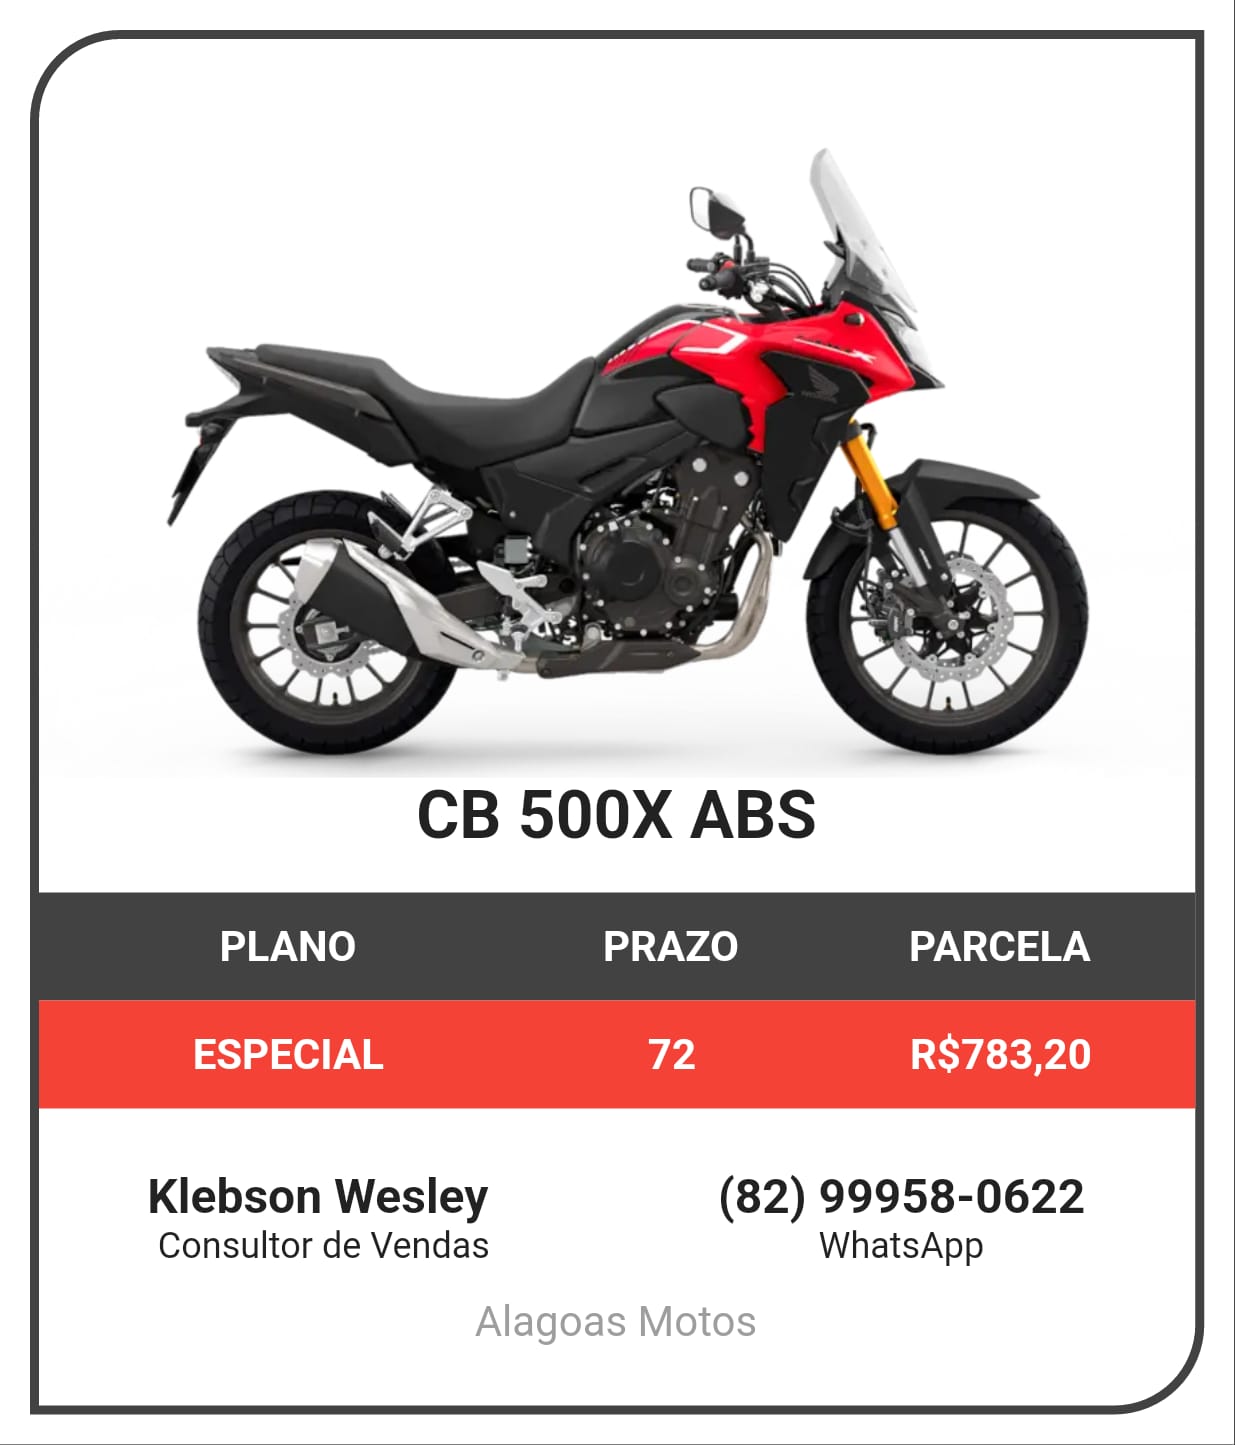 CB 500X ABS
PLANO PRAZO PARCELA
ESPECIAL 72 R$783,20
Klebson Wesley (82) 99958-0622
Consultor de Vendas WhatsApp
Alagoas Motos